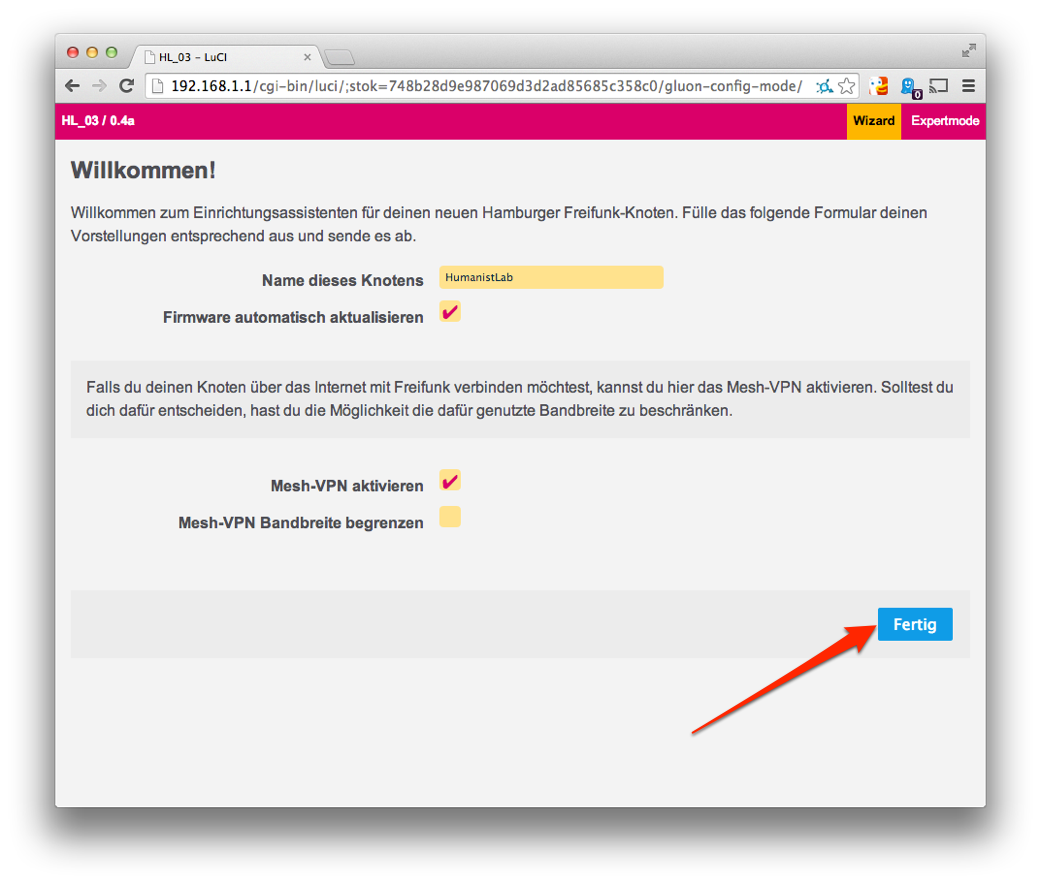 HL_03 – LuCI
192.168.1.1/cgi-bin/luci/;stok=748b28d9e987069d3d2ad85685c358c0/gluon-config-mode/
0
HL_03 / 0.4a
Wizard
Expertmode
Willkommen!
Willkommen zum Einrichtungsassistenten für deinen neuen Hamburger Freifunk-Knoten. Fülle das folgende Formular deinen
Vorstellungen entsprechend aus und sende es ab.
Name dieses Knotens
HumanistLab
Firmware automatisch aktualisieren
Falls du deinen Knoten über das Internet mit Freifunk verbinden möchtest, kannst du hier das Mesh-VPN aktivieren. Solltest du
dich dafür entscheiden, hast du die Möglichkeit die dafür genutzte Bandbreite zu beschränken.
Mesh-VPN aktivieren
Mesh-VPN Bandbreite begrenzen
Fertig